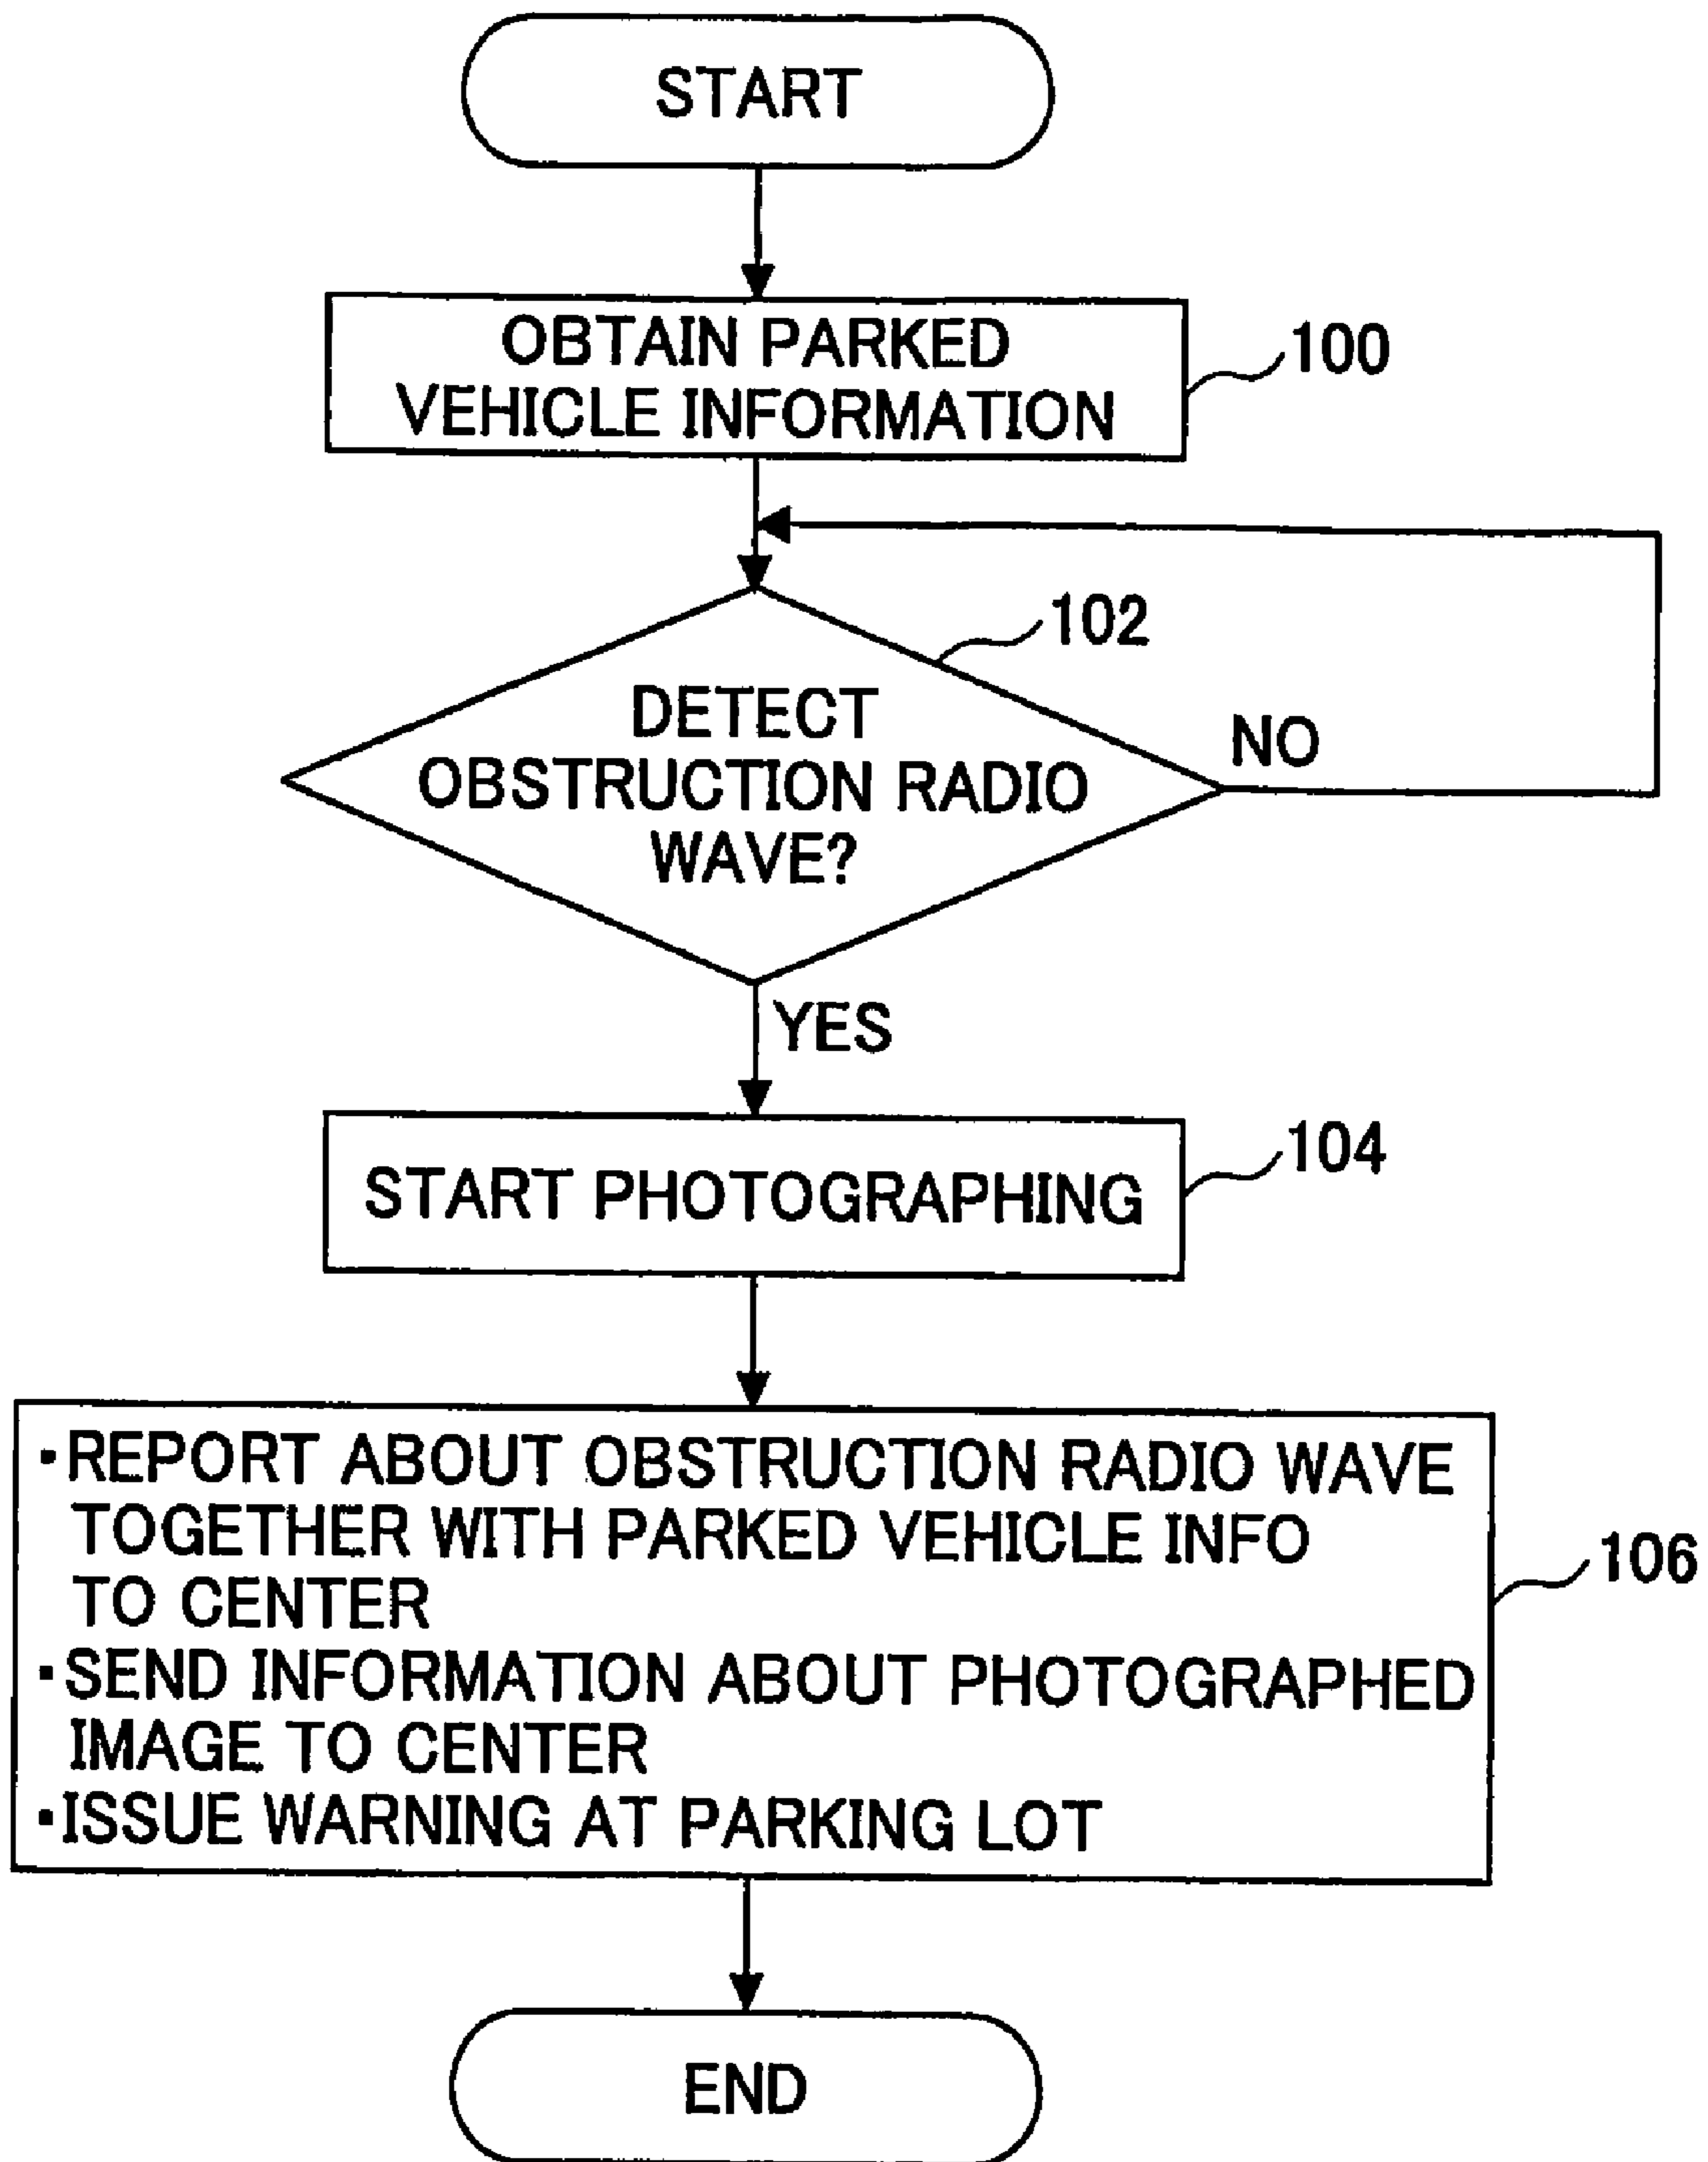 START
OBTAIN PARKED
VEHICLE INFORMATION
100
102
DETECT
OBSTRUCTION RADIO
WAVE?
NO
YES
START PHOTOGRAPHING
104
・REPORT ABOUT OBSTRUCTION RADIO WAVE
TOGETHER WITH PARKED VEHICLE INFO
TO CENTER
・SEND INFORMATION ABOUT PHOTOGRAPHED
IMAGE TO CENTER
・ISSUE WARNING AT PARKING LOT
106
END